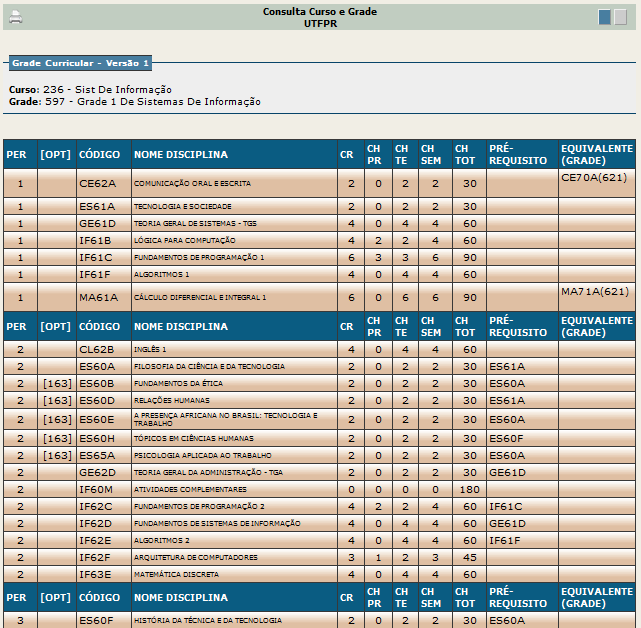 Consulta Curso e Grade
UTFPR
Grade Curricular - Versão 1
Curso: 236 - Sist De Informação
Grade: 597 - Grade 1 De Sistemas De Informação
PER [OPT] CÓDIGO NOME DISCIPLINA CR CH PR CH TE CH SEM CH TOT PRÉ-REQUISITO EQUIVALENTE (GRADE)
1 CE62A COMUNICAÇÃO ORAL E ESCRITA 2 0 2 2 30 CE70A(621)
1 ES61A TECNOLOGIA E SOCIEDADE 2 0 2 2 30
1 GE61D TEORIA GERAL DE SISTEMAS - TGS 4 0 4 4 60
1 IF61B LÓGICA PARA COMPUTAÇÃO 4 2 2 4 60
1 IF61C FUNDAMENTOS DE PROGRAMAÇÃO 1 6 3 3 6 90
1 IF61F ALGORITMOS 1 4 0 4 4 60
1 MA61A CÁLCULO DIFERENCIAL E INTEGRAL 1 6 0 6 6 90 MA71A(621)
PER [OPT] CÓDIGO NOME DISCIPLINA CR CH PR CH TE CH SEM CH TOT PRÉ-REQUISITO EQUIVALENTE (GRADE)
2 CL62B INGLÊS 1 4 0 4 4 60
2 ES60A FILOSOFIA DA CIÊNCIA E DA TECNOLOGIA 2 0 2 2 30 ES61A
2 [163] ES60B FUNDAMENTOS DA ÉTICA 2 0 2 2 30 ES60A
2 [163] ES60D RELAÇÕES HUMANAS 2 0 2 2 30 ES61A
2 [163] ES60E A PRESENÇA AFRICANA NO BRASIL: TECNOLOGIA E TRABALHO 2 0 2 2 30 ES60A
2 [163] ES60H TÓPICOS EM CIÊNCIAS HUMANAS 2 0 2 2 30 ES60F
2 [163] ES65A PSICOLOGIA APLICADA AO TRABALHO 2 0 2 2 30 ES60A
2 GE62D TEORIA GERAL DA ADMINISTRAÇÃO - TGA 2 0 2 2 30 GE61D
2 IF60M ATIVIDADES COMPLEMENTARES 0 0 0 0 180
2 IF62C FUNDAMENTOS DE PROGRAMAÇÃO 2 4 2 2 4 60 IF61C
2 IF62D FUNDAMENTOS DE SISTEMAS DE INFORMAÇÃO 4 0 4 4 60 GE61D
2 IF62E ALGORITMOS 2 4 0 4 4 60 IF61F
2 IF62F ARQUITETURA DE COMPUTADORES 3 1 2 3 45
2 IF63E MATEMÁTICA DISCRETA 4 0 4 4 60
PER [OPT] CÓDIGO NOME DISCIPLINA CR CH PR CH TE CH SEM CH TOT PRÉ-REQUISITO EQUIVALENTE (GRADE)
3 ES60F HISTÓRIA DA TÉCNICA E DA TECNOLOGIA 2 0 2 2 30 ES60A